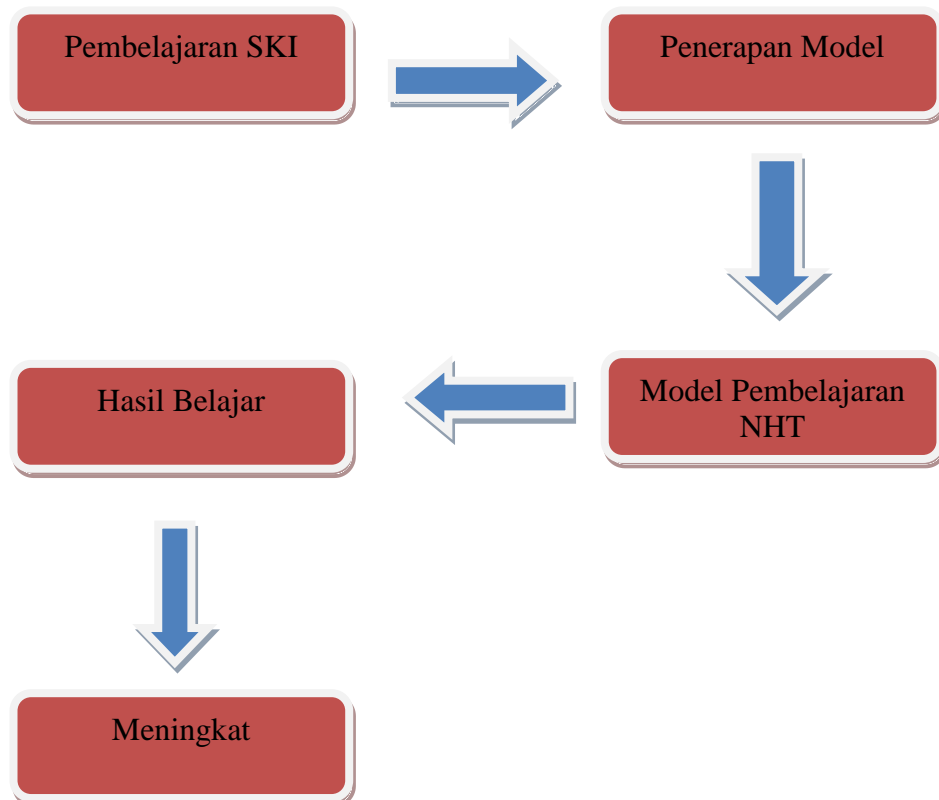 Pembelajaran SKI
Penerapan Model
Model Pembelajaran
NHT
Hasil Belajar
Meningkat